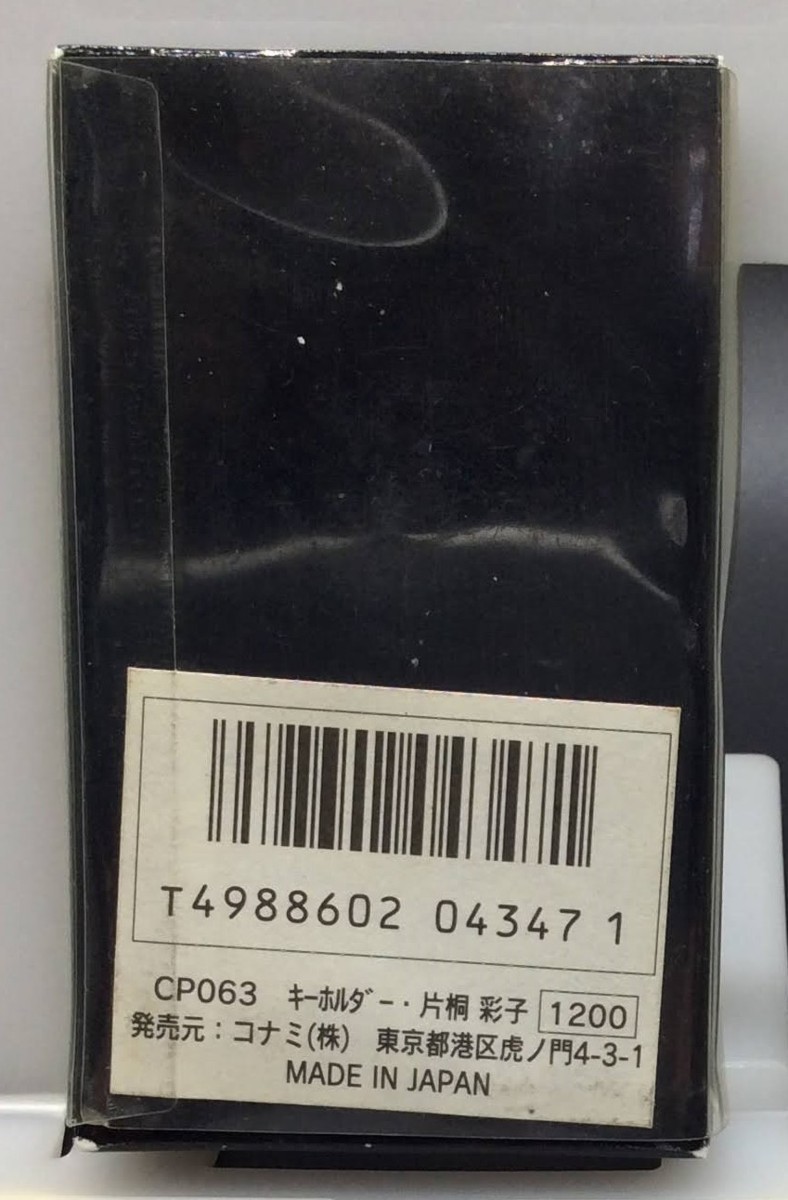 T4988602 04347 1
CP063 キーホルダー・片桐 彩子 1200
発売元：コナミ(株) 東京都港区虎ノ門4-3-1
MADE IN JAPAN